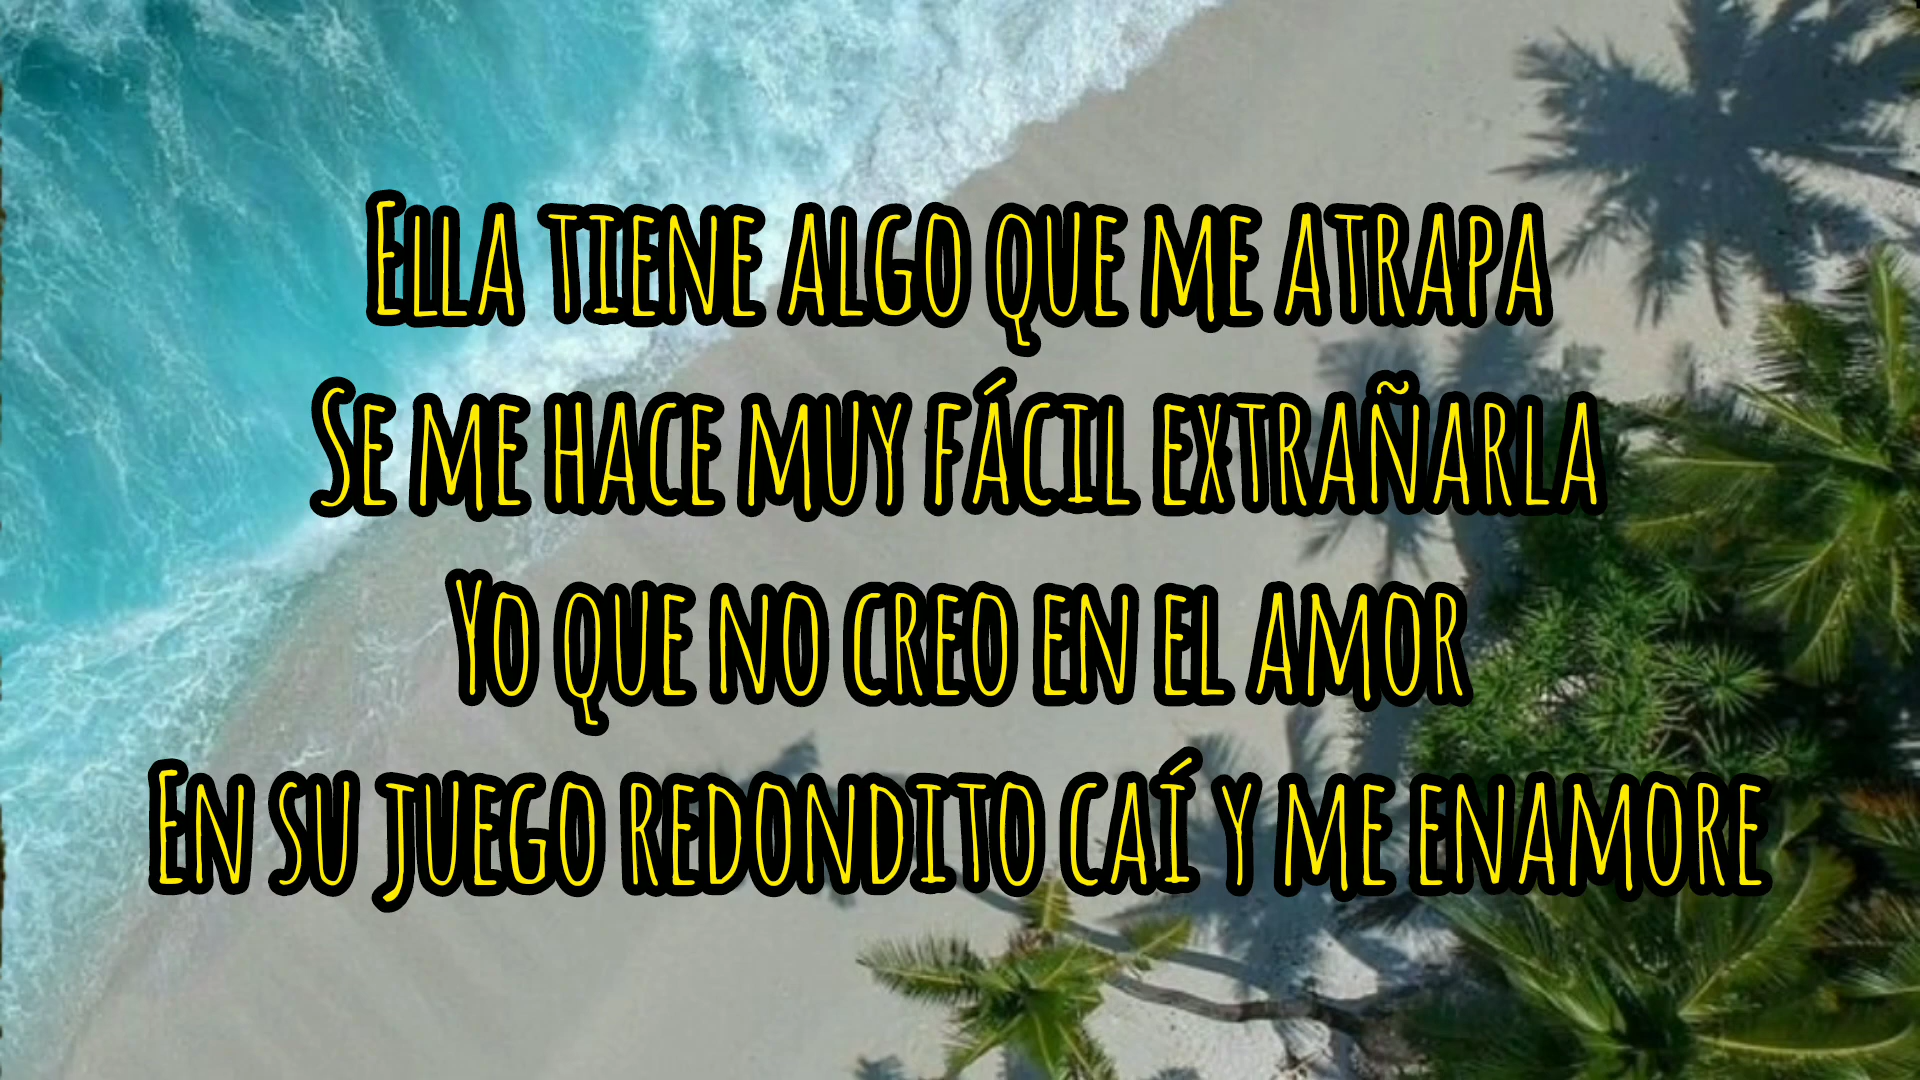 Ella tiene algo que me atrapa
Se me hace muy fácil extrañarla
Yo que no creo en el amor
En su juego redondito caí y me enamore